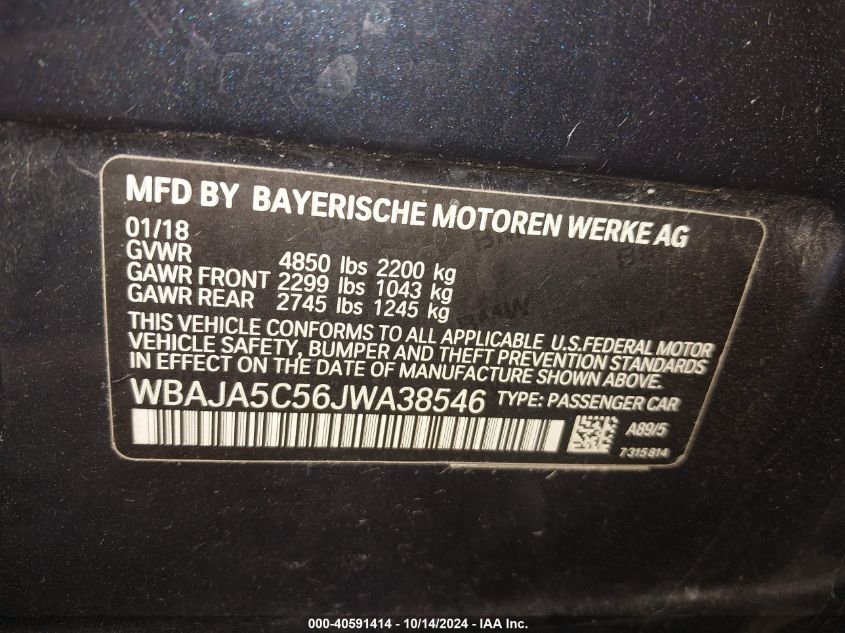 MFD BY BAYERISCHE MOTOREN WERKE AG
01/18
GVWR 4850 lbs 2200 kg
GAWR FRONT 2299 lbs 1043 kg
GAWR REAR 2745 lbs 1245 kg
THIS VEHICLE CONFORMS TO ALL APPLICABLE U.S.FEDERAL MOTOR
VEHICLE SAFETY, BUMPER AND THEFT PREVENTION STANDARDS
IN EFFECT ON THE DATE OF MANUFACTURE SHOWN ABOVE.
WBAJA5C56JWA38546 TYPE: PASSENGER CAR
A89/5
7315814
000-40591414 - 10/14/2024 - IAA Inc.